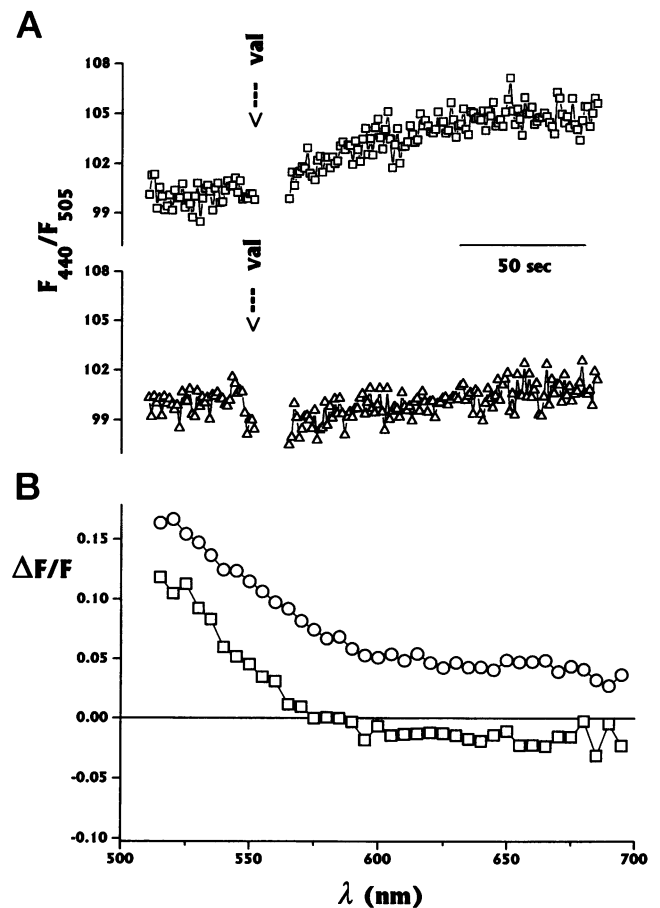 A
108
105
102
99
<--- val
F440/F505
50 sec
108
105
102
99
<--- val
B
ΔF/F
0.15
0.10
0.05
0.00
-0.05
-0.10
500 550 600 650 700
λ (nm)